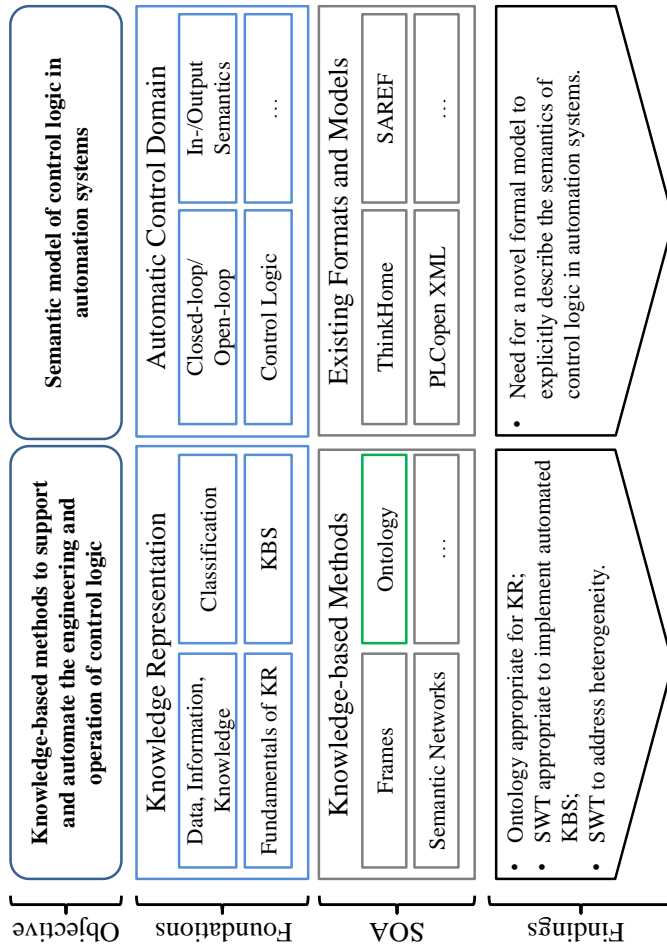 Objective
Knowledge-based methods to support
and automate the engineering and
operation of control logic
Semantic model of control logic in
automation systems
Foundations
Knowledge Representation
Data, Information,
Knowledge
Classification
Fundamentals of KR
KBS
Automatic Control Domain
Closed-loop/
Open-loop
In-/Output
Semantics
Control Logic
…
SOA
Knowledge-based Methods
Frames
Ontology
Semantic Networks
…
Existing Formats and Models
ThinkHome
SAREF
PLCopen XML
…
Findings
• Ontology appropriate for KR;
• SWT appropriate to implement automated
KBS;
• SWT to address heterogeneity.
• Need for a novel formal model to
explicitly describe the semantics of
control logic in automation systems.